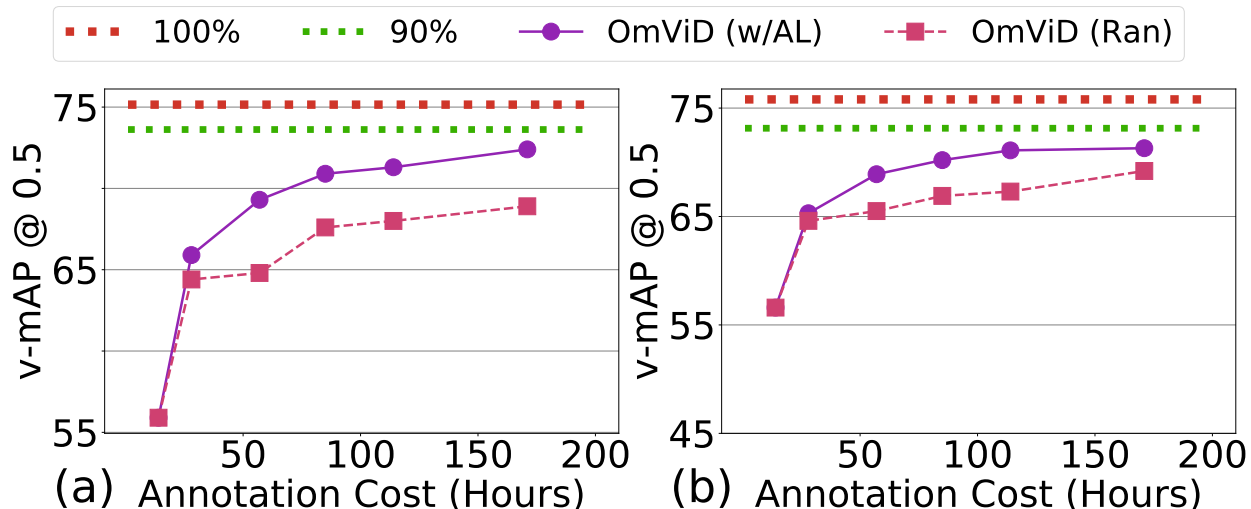 100% 90% OmViD (w/AL) OmViD (Ran)
v-mAP @ 0.5
75
65
55
50 100 150 200
(a) Annotation Cost (Hours)
v-mAP @ 0.5
75
65
55
45
50 100 150 200
(b) Annotation Cost (Hours)